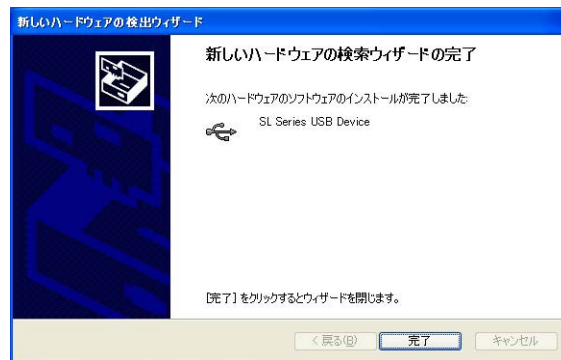 新しいハードウェアの検出ウィザード
新しいハードウェアの検索ウィザードの完了
次のハードウェアのソフトウェアのインストールが完了しました:
SL Series USB Device
[完了] をクリックするとウィザードを閉じます。
< 戻る(B) 完了 キャンセル